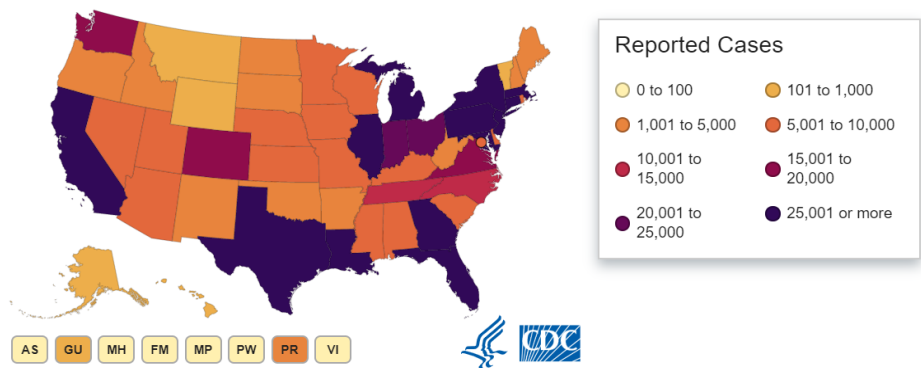 Reported Cases
0 to 100
101 to 1,000
1,001 to 5,000
5,001 to 10,000
10,001 to
15,000
15,001 to
20,000
20,001 to
25,000
25,001 or more
AS GU MH FM MP PW PR VI
CDC